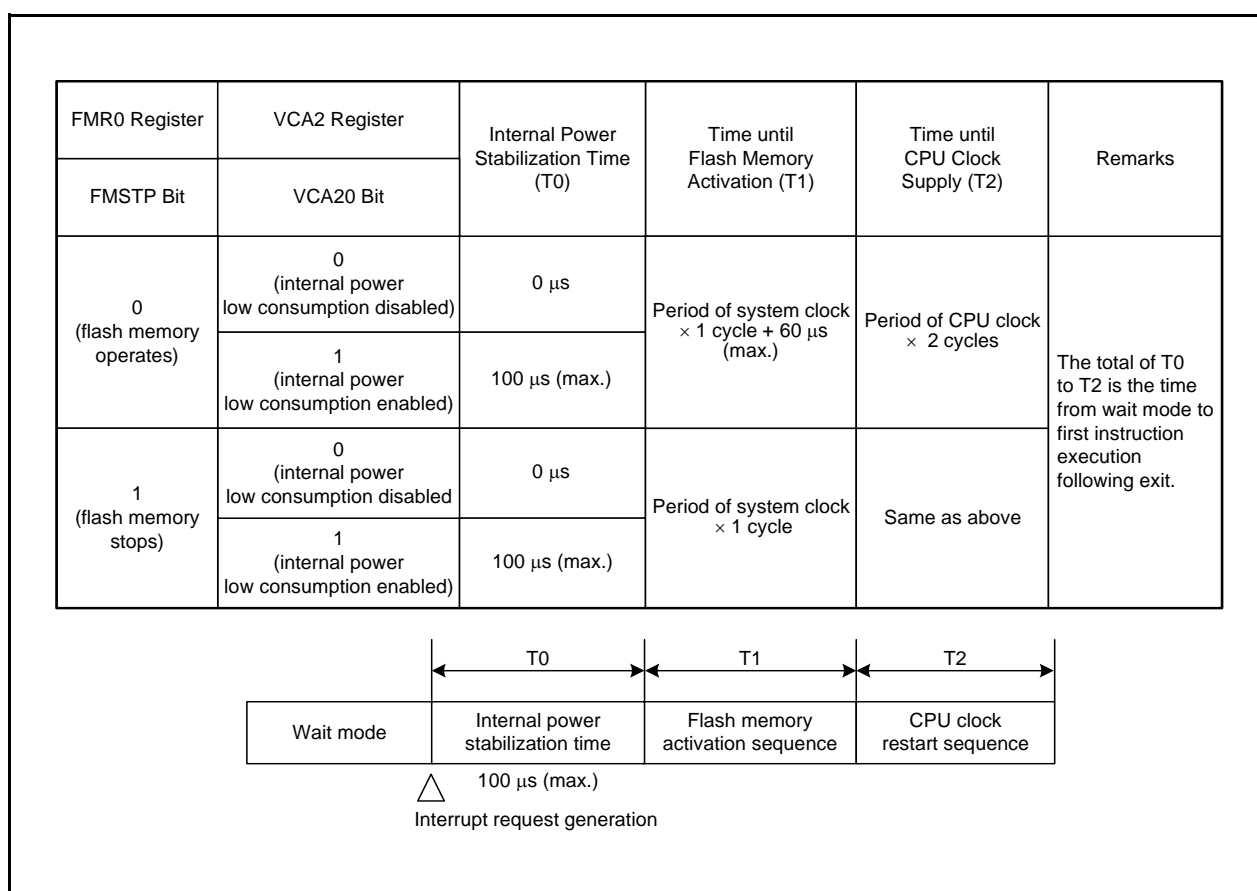 FMR0 Register
VCA2 Register
Internal Power
Stabilization Time
(T0)
Time until
Flash Memory
Activation (T1)
Time until
CPU Clock
Supply (T2)
Remarks
FMSTP Bit
VCA20 Bit
0
(flash memory
operates)
0
(internal power
low consumption disabled)
0 μs
Period of system clock
× 1 cycle + 60 μs
(max.)
Period of CPU clock
× 2 cycles
The total of T0
to T2 is the time
from wait mode to
first instruction
execution
following exit.
1
(internal power
low consumption enabled)
100 μs (max.)
1
(flash memory
stops)
0
(internal power
low consumption disabled
0 μs
Period of system clock
× 1 cycle
Same as above
1
(internal power
low consumption enabled)
100 μs (max.)
T0
T1
T2
Wait mode
Internal power
stabilization time
Flash memory
activation sequence
CPU clock
restart sequence
100 μs (max.)
Interrupt request generation